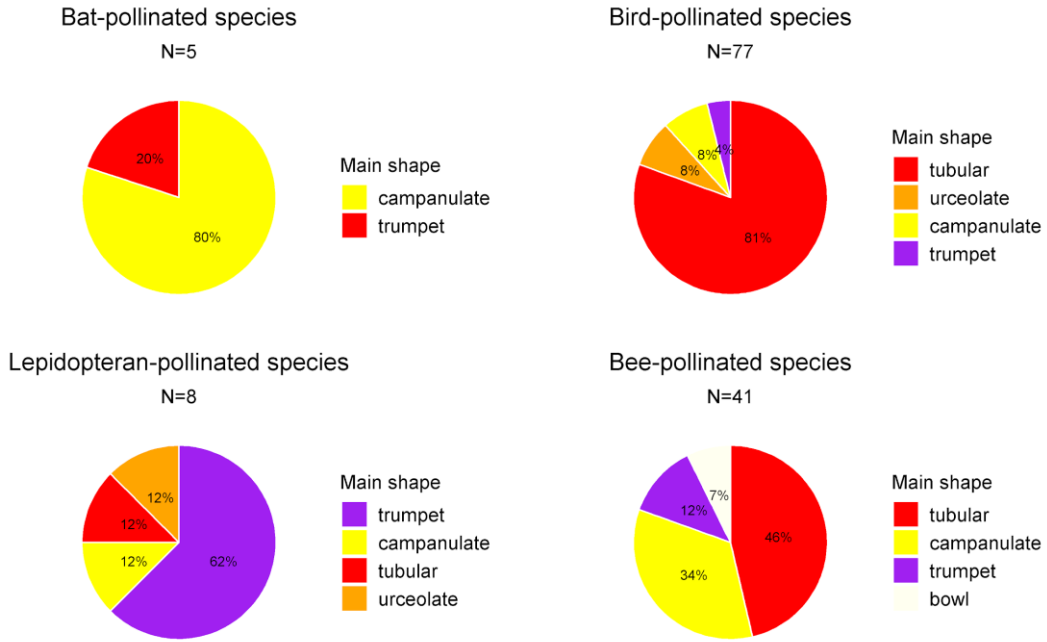 Bat-pollinated species
N=5
20%
80%
Main shape
campanulate
trumpet
Bird-pollinated species
N=77
4%
8%
8%
81%
Main shape
tubular
urceolate
campanulate
trumpet
Lepidopteran-pollinated species
N=8
12%
12%
12%
62%
Main shape
trumpet
campanulate
tubular
urceolate
Bee-pollinated species
N=41
7%
12%
46%
34%
Main shape
tubular
campanulate
trumpet
bowl